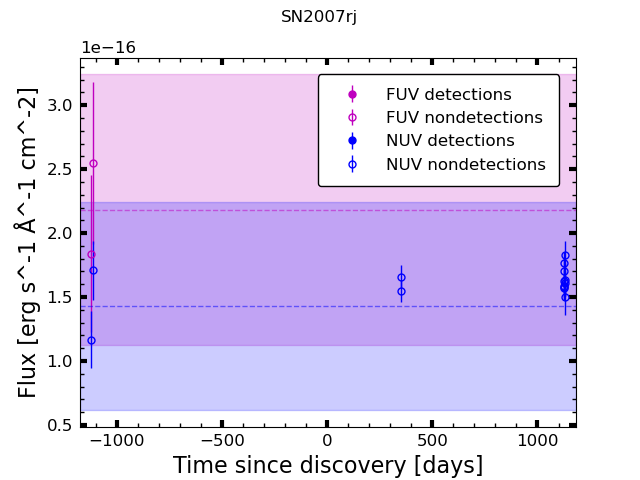 SN2007rj
1e−16
FUV detections
FUV nondetections
NUV detections
NUV nondetections
3.0
2.5
2.0
1.5
1.0
0.5
Flux [erg s^-1 Å^-1 cm^-2]
−1000
−500
0
500
1000
Time since discovery [days]